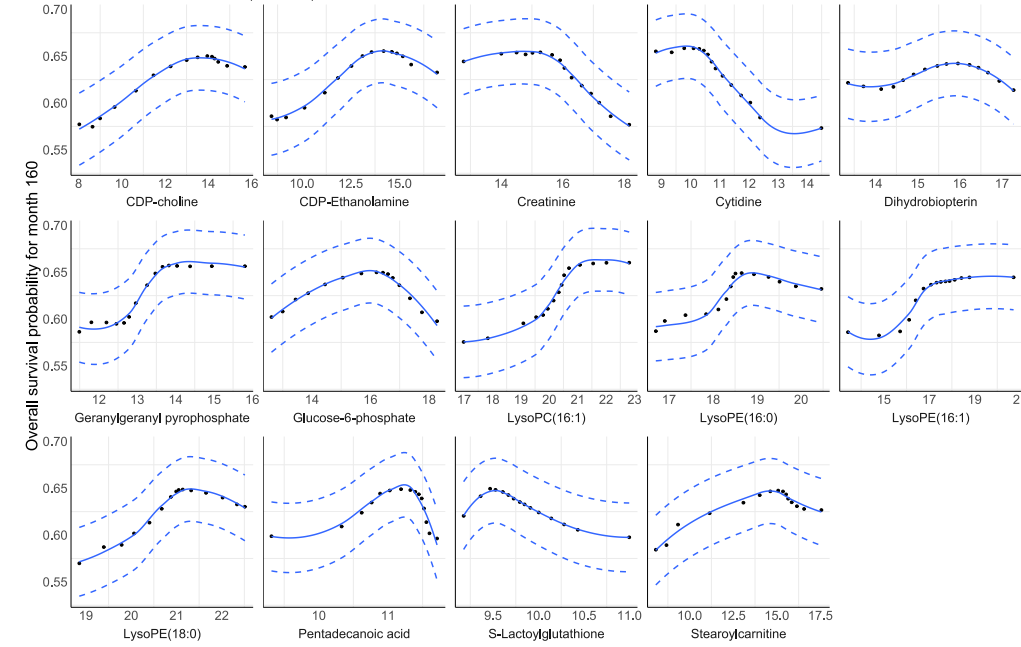 Overall survival probability for month 160
0.70
0.65
0.60
0.55
8 10 12 14 16
CDP-choline
10.0 12.5 15.0
CDP-Ethanolamine
14 16 18
Creatinine
9 10 11 12 13 14
Cytidine
14 15 16 17
Dihydrobiopterin
0.70
0.65
0.60
0.55
12 13 14 15 16
Geranylgeranyl pyrophosphate
14 16 18
Glucose-6-phosphate
17 18 19 20 21 22 23
LysoPC(16:1)
17 18 19 20
LysoPE(16:0)
15 17 19 2
LysoPE(16:1)
0.70
0.65
0.60
0.55
19 20 21 22
LysoPE(18:0)
10 11
Pentadecanoic acid
9.5 10.0 10.5 11.0
S-Lactoylglutathione
10.0 12.5 15.0 17.5
Stearoylcarnitine